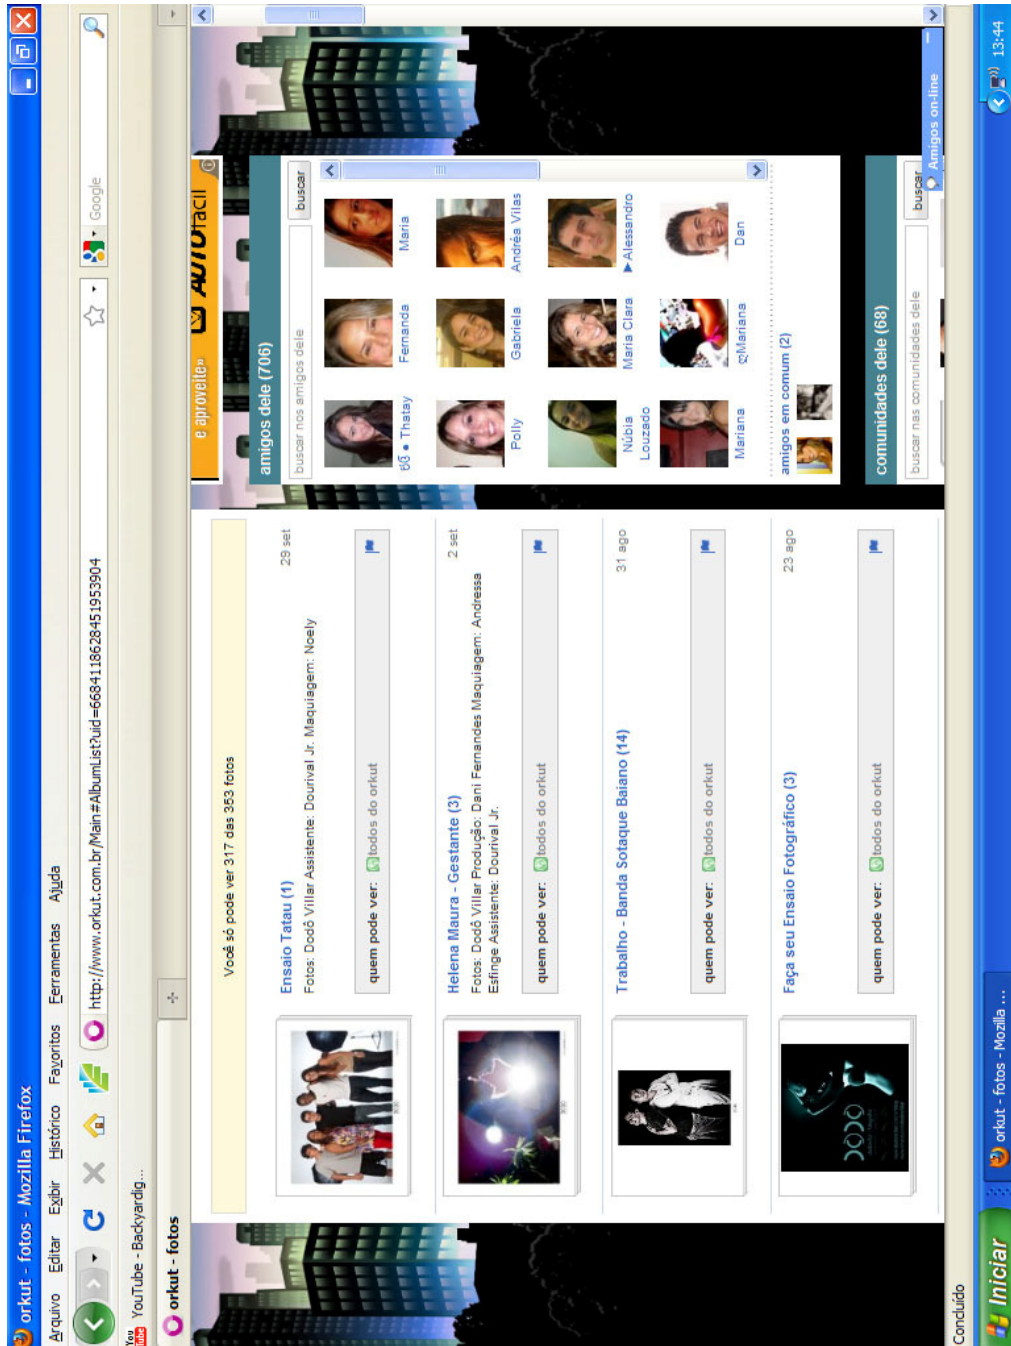 orkut - fotos - Mozilla Firefox
Arquivo Editar Exibir Histórico Favoritos Ferramentas Ajuda
http://www.orkut.com.br/Main#AlbumList?uid=6684118628451953904
Google
You Tube YouTube - Backyardig...
orkut - fotos
Você só pode ver 317 das 353 fotos
Ensaio Tatau (1)
29 set
Fotos: Dodô Villar Assistente: Dourival Jr. Maquiagem: Noely
quem pode ver: todos do orkut
Helena Maura - Gestante (3)
2 set
Fotos: Dodô Villar Produção: Dani Fernandes Maquiagem: Andressa
Esfinge Assistente: Dourival Jr.
quem pode ver: todos do orkut
Trabalho - Banda Sotaque Baiano (14)
31 ago
quem pode ver: todos do orkut
Faça seu Ensaio Fotográfico (3)
23 ago
quem pode ver: todos do orkut
DODÔ
e aproveite»
AUTOfácil
amigos dele (706)
buscar nos amigos dele
buscar
● Thatay
Fernanda
Maria
Polly
Gabriela
Andréa Vilas
Núbia
Louzado
Maria Clara
►Alessandro
Mariana
ღMariana
Dan
amigos em comum (2)
comunidades dele (68)
buscar nas comunidades dele
buscar
Amigos on-line
Concluído
Iniciar
orkut - fotos - Mozilla ...
13:44